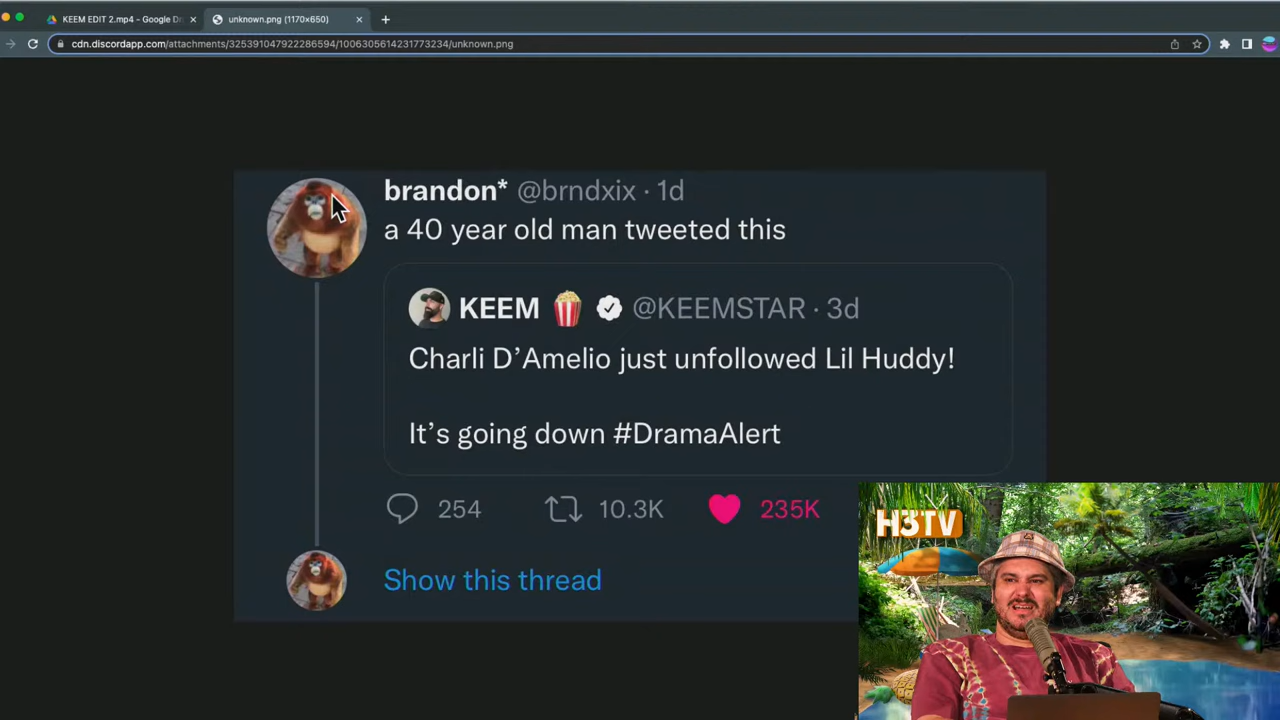 KEEM EDIT 2.mp4 - Google Dr
unknown.png (1170×650)
cdn.discordapp.com/attachments/325391047922286594/1006305614231773234/unknown.png
brandon* @brndxix · 1d
a 40 year old man tweeted this
KEEM 🍿 @KEEMSTAR · 3d
Charli D’Amelio just unfollowed Lil Huddy!
It’s going down #DramaAlert
254 10.3K 235K
Show this thread
H3TV